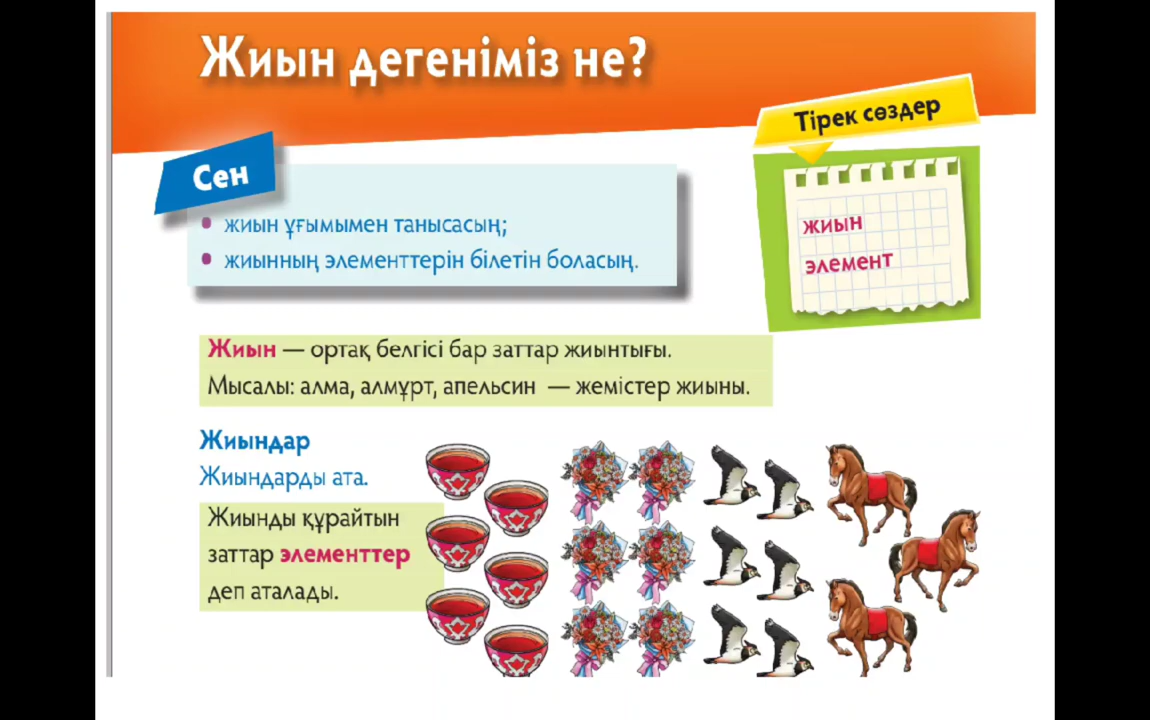 Жиын дегеніміз не?
Тірек сөздер
Сен
• жиын ұғымымен танысасың;
• жиынның элементтерін білетін боласың.
жиын
элемент
Жиын — ортақ белгісі бар заттар жиынтығы.
Мысалы: алма, алмұрт, апельсин — жемістер жиыны.
Жиындар
Жиындарды ата.
Жиынды құрайтын
заттар элементтер
деп аталады.